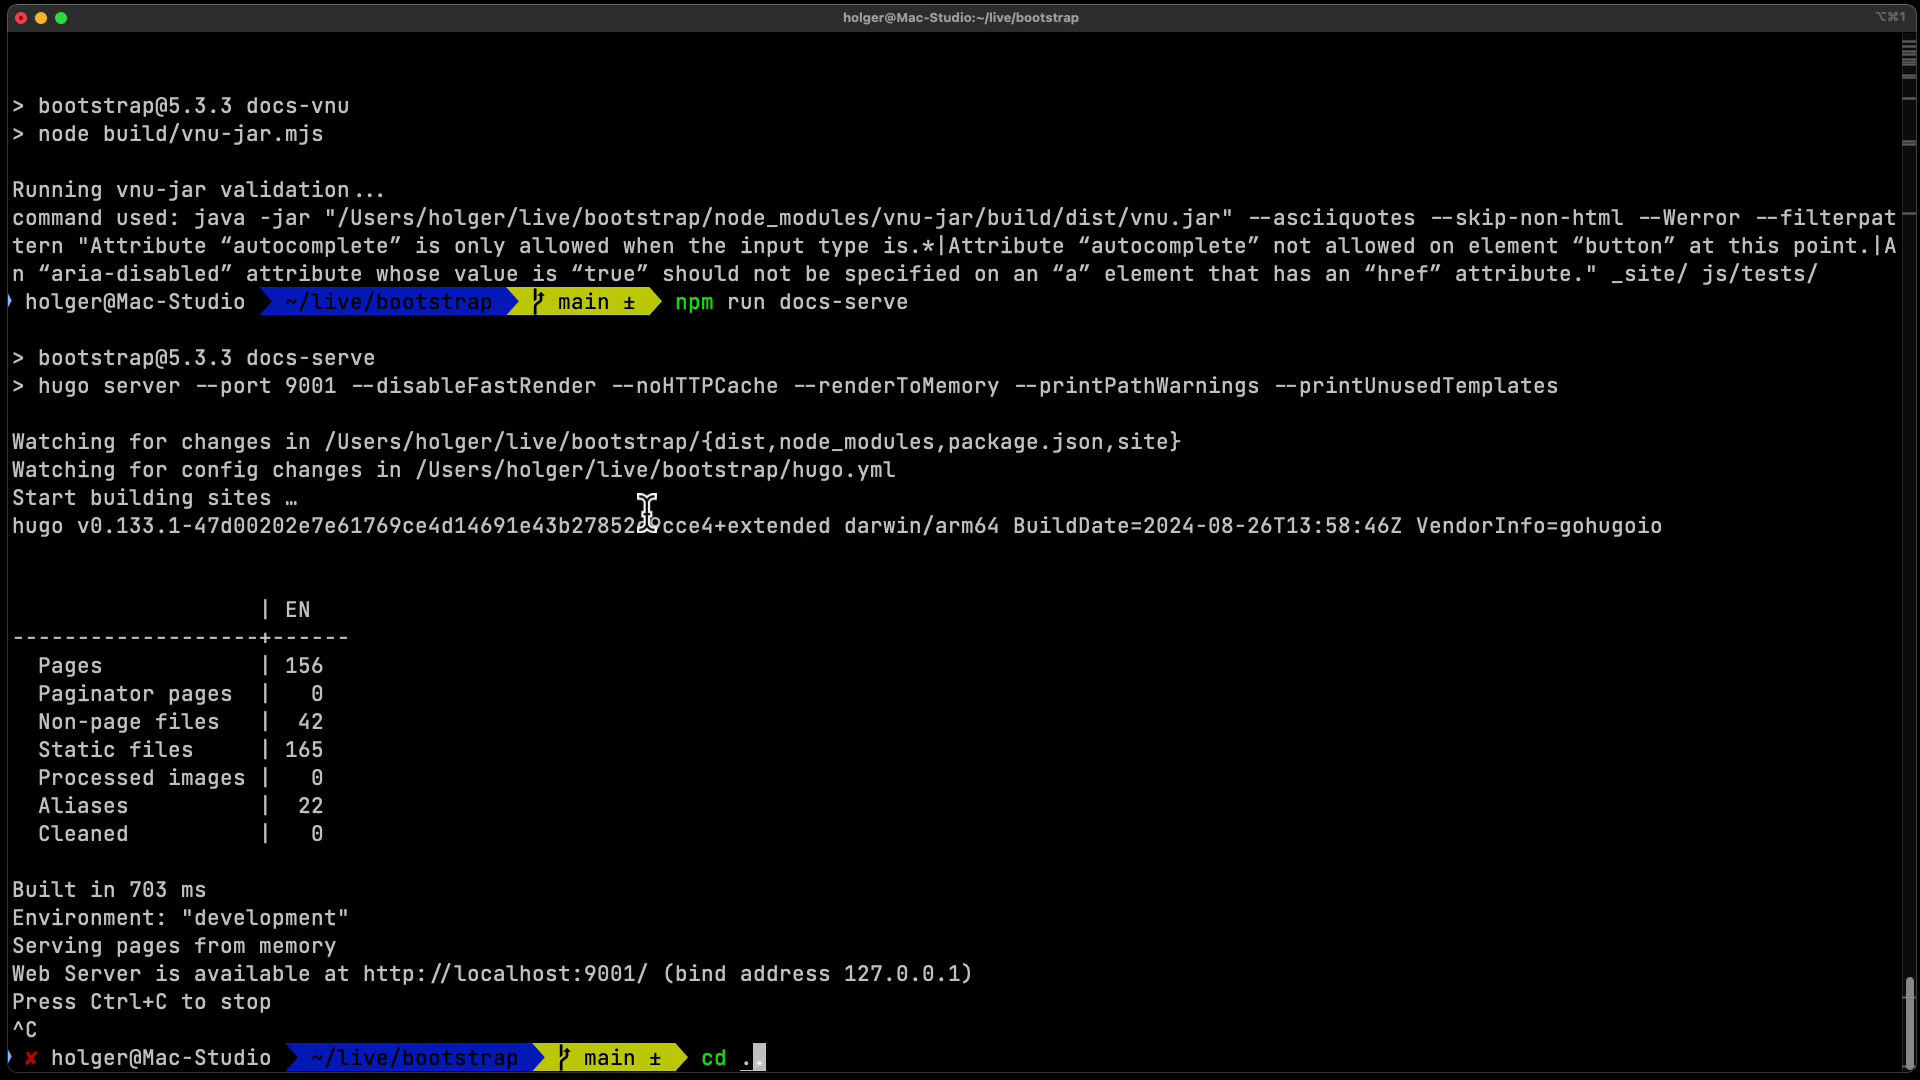 holger@Mac-Studio:~/live/bootstrap
⌥⌘1
> bootstrap@5.3.3 docs-vnu
> node build/vnu-jar.mjs
Running vnu-jar validation...
command used: java -jar "/Users/holger/live/bootstrap/node_modules/vnu-jar/build/dist/vnu.jar" --asciiquotes --skip-non-html --Werror --filterpat
tern "Attribute “autocomplete” is only allowed when the input type is.*|Attribute “autocomplete” not allowed on element “button” at this point.|A
n “aria-disabled” attribute whose value is “true” should not be specified on an “a” element that has an “href” attribute." _site/ js/tests/
holger@Mac-Studio ~/live/bootstrap main ± npm run docs-serve
> bootstrap@5.3.3 docs-serve
> hugo server --port 9001 --disableFastRender --noHTTPCache --renderToMemory --printPathWarnings --printUnusedTemplates
Watching for changes in /Users/holger/live/bootstrap/{dist,node_modules,package.json,site}
Watching for config changes in /Users/holger/live/bootstrap/hugo.yml
Start building sites …
hugo darwin/arm64 BuildDate=2024-08-26T13:58:46Z VendorInfo=gohugoio
| EN
-------------------+------
Pages | 156
Paginator pages | 0
Non-page files | 42
Static files | 165
Processed images | 0
Aliases | 22
Cleaned | 0
Built in 703 ms
Environment: "development"
Serving pages from memory
Web Server is available at http://localhost:9001/ (bind address 127.0.0.1)
Press Ctrl+C to stop
^C
✘ holger@Mac-Studio ~/live/bootstrap main ± cd ..